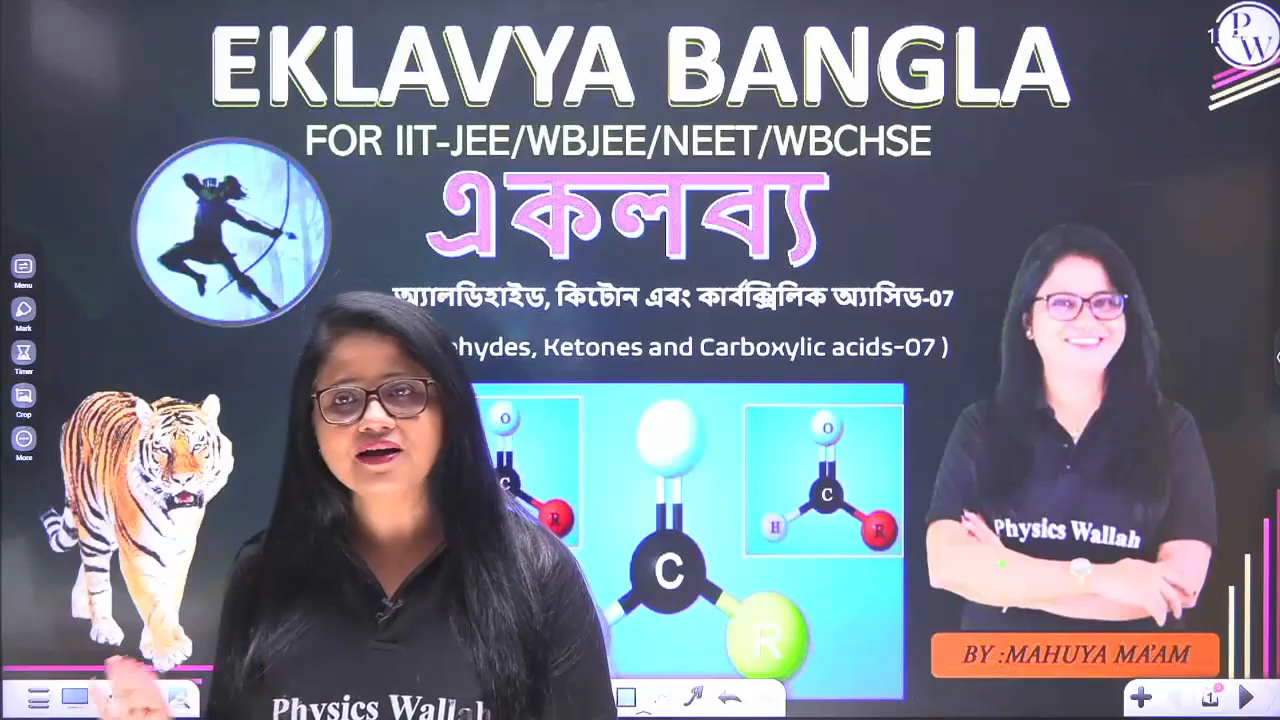 EKLAVYA BANGLA
FOR IIT-JEE/WBJEE/NEET/WBCHSE
একলব্য
অ্যালডিহাইড, কিটোন এবং কার্বক্সিলিক অ্যাসিড-07
hydes, Ketones and Carboxylic acids-07 )
PW
Menu
Mark
Timer
Crop
More
O
C
R
C
R
O
C
H
R
Physics Wallah
Physics Wallah
BY :MAHUYA MA'AM